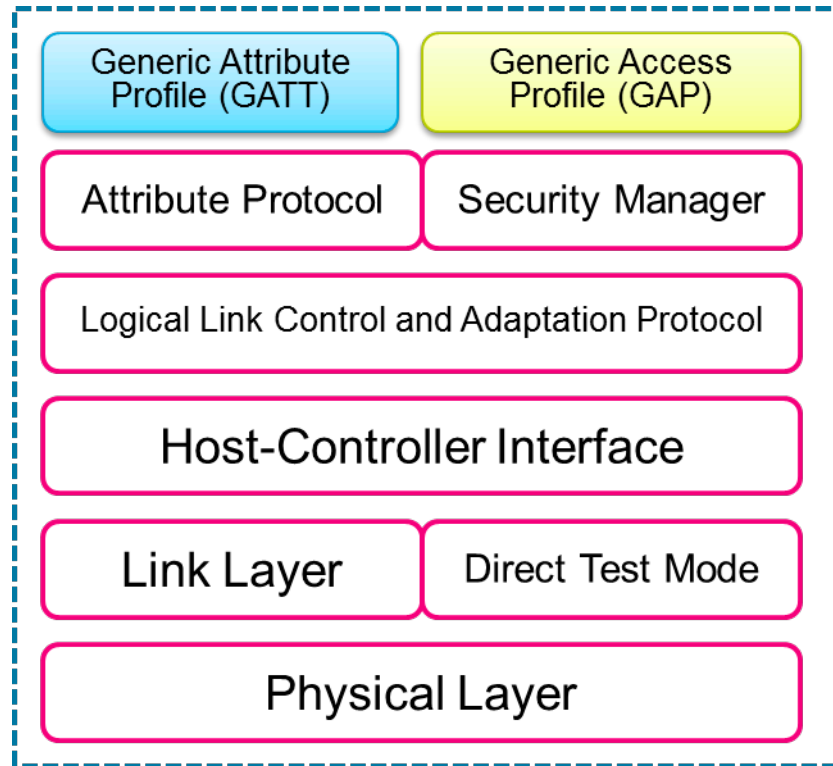 Generic Attribute
Profile (GATT)
Generic Access
Profile (GAP)
Attribute Protocol
Security Manager
Logical Link Control and Adaptation Protocol
Host-Controller Interface
Link Layer
Direct Test Mode
Physical Layer